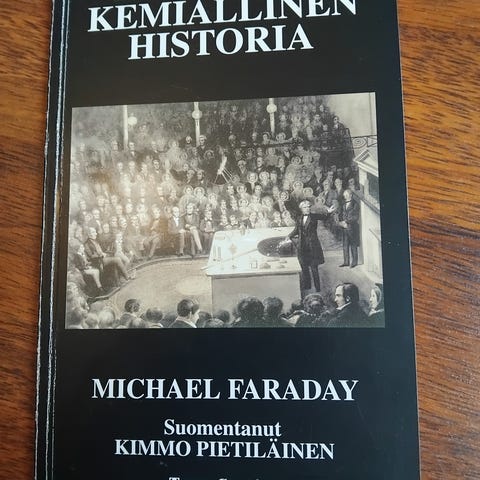 KEMIALLINEN
HISTORIA
MICHAEL FARADAY
Suomentanut
KIMMO PIETILÄINEN